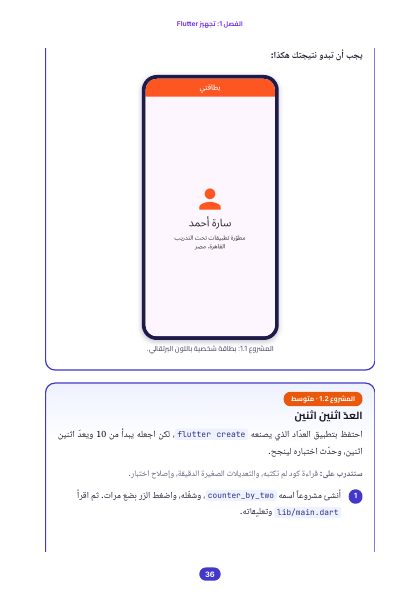 الفصل 1: تجهيز Flutter
يجب أن تبدو نتيجتك هكذا:
بطاقتي
سارة أحمد
مطوّرة تطبيقات تحت التدريب
القاهرة، مصر
المشروع 1.1: بطاقة شخصية باللون البرتقالي.
المشروع 1.2 · متوسط
العدّ اثنين اثنين
احتفظ بتطبيق العدّاد الذي يصنعه flutter create، لكن اجعله يبدأ من 10 ويعدّ اثنين
اثنين، وحدّث اختباره لينجح.
ستتدرب على: قراءة كود لم تكتبه، والتعديلات الصغيرة الدقيقة، وإصلاح اختبار.
1 أنشئ مشروعاً اسمه counter_by_two، وشغّله، واضغط الزر بضع مرات. ثم اقرأ
lib/main.dart وتعليقاته.
36